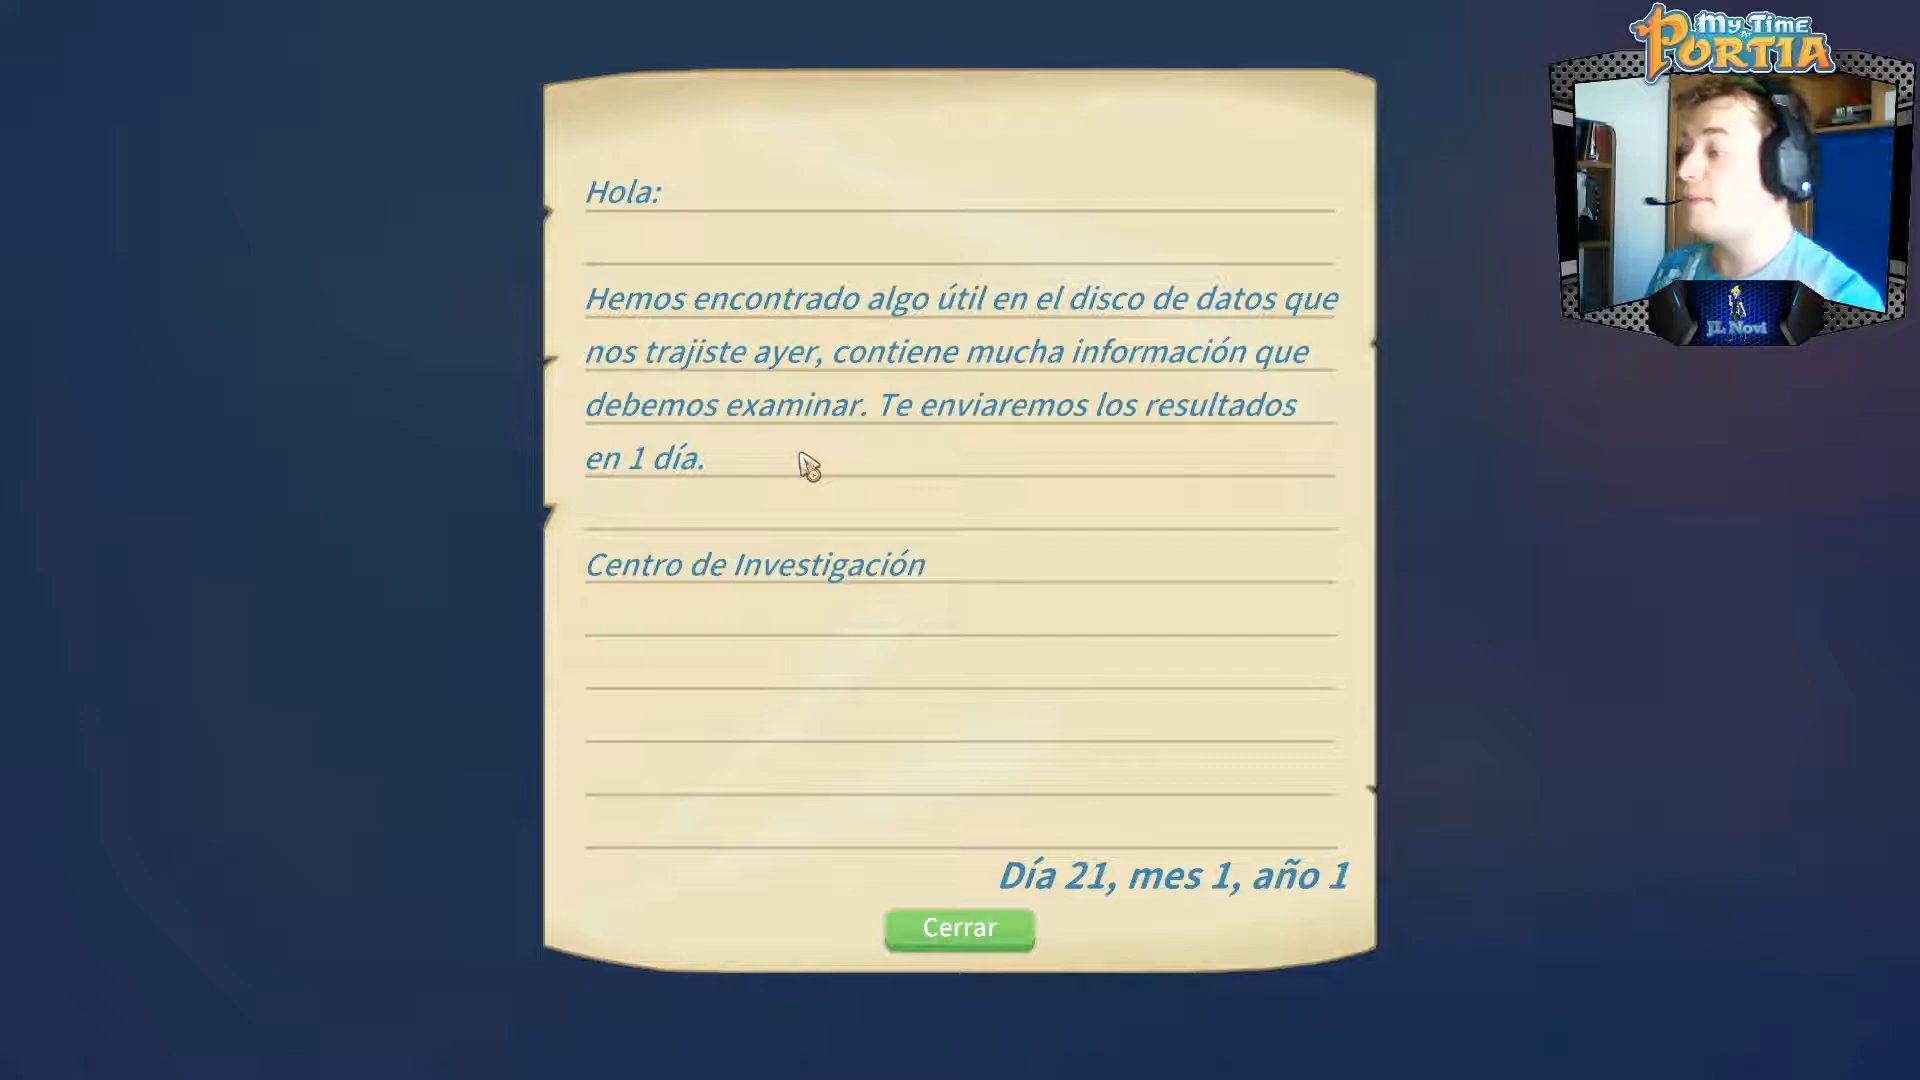 My Time
AT
PORTIA
Hola:
Hemos encontrado algo útil en el disco de datos que
nos trajiste ayer, contiene mucha información que
debemos examinar. Te enviaremos los resultados
en 1 día.
Centro de Investigación
Día 21, mes 1, año 1
Cerrar
JL Novi